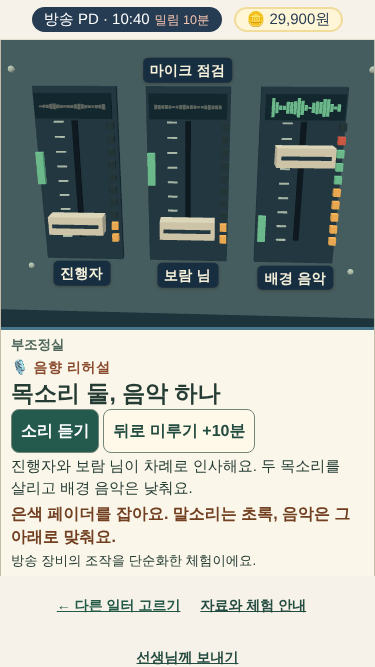 방송 PD · 10:40 밀림 10분
29,900원
마이크 점검
진행자
보람 님
배경 음악
부조정실
음향 리허설
목소리 둘, 음악 하나
소리 듣기
뒤로 미루기 +10분
진행자와 보람 님이 차례로 인사해요. 두 목소리를
살리고 배경 음악은 낮춰요.
은색 페이더를 잡아요. 말소리는 초록, 음악은 그
아래로 맞춰요.
방송 장비의 조작을 단순화한 체험이에요.
← 다른 일터 고르기
자료와 체험 안내
선생님께 보내기